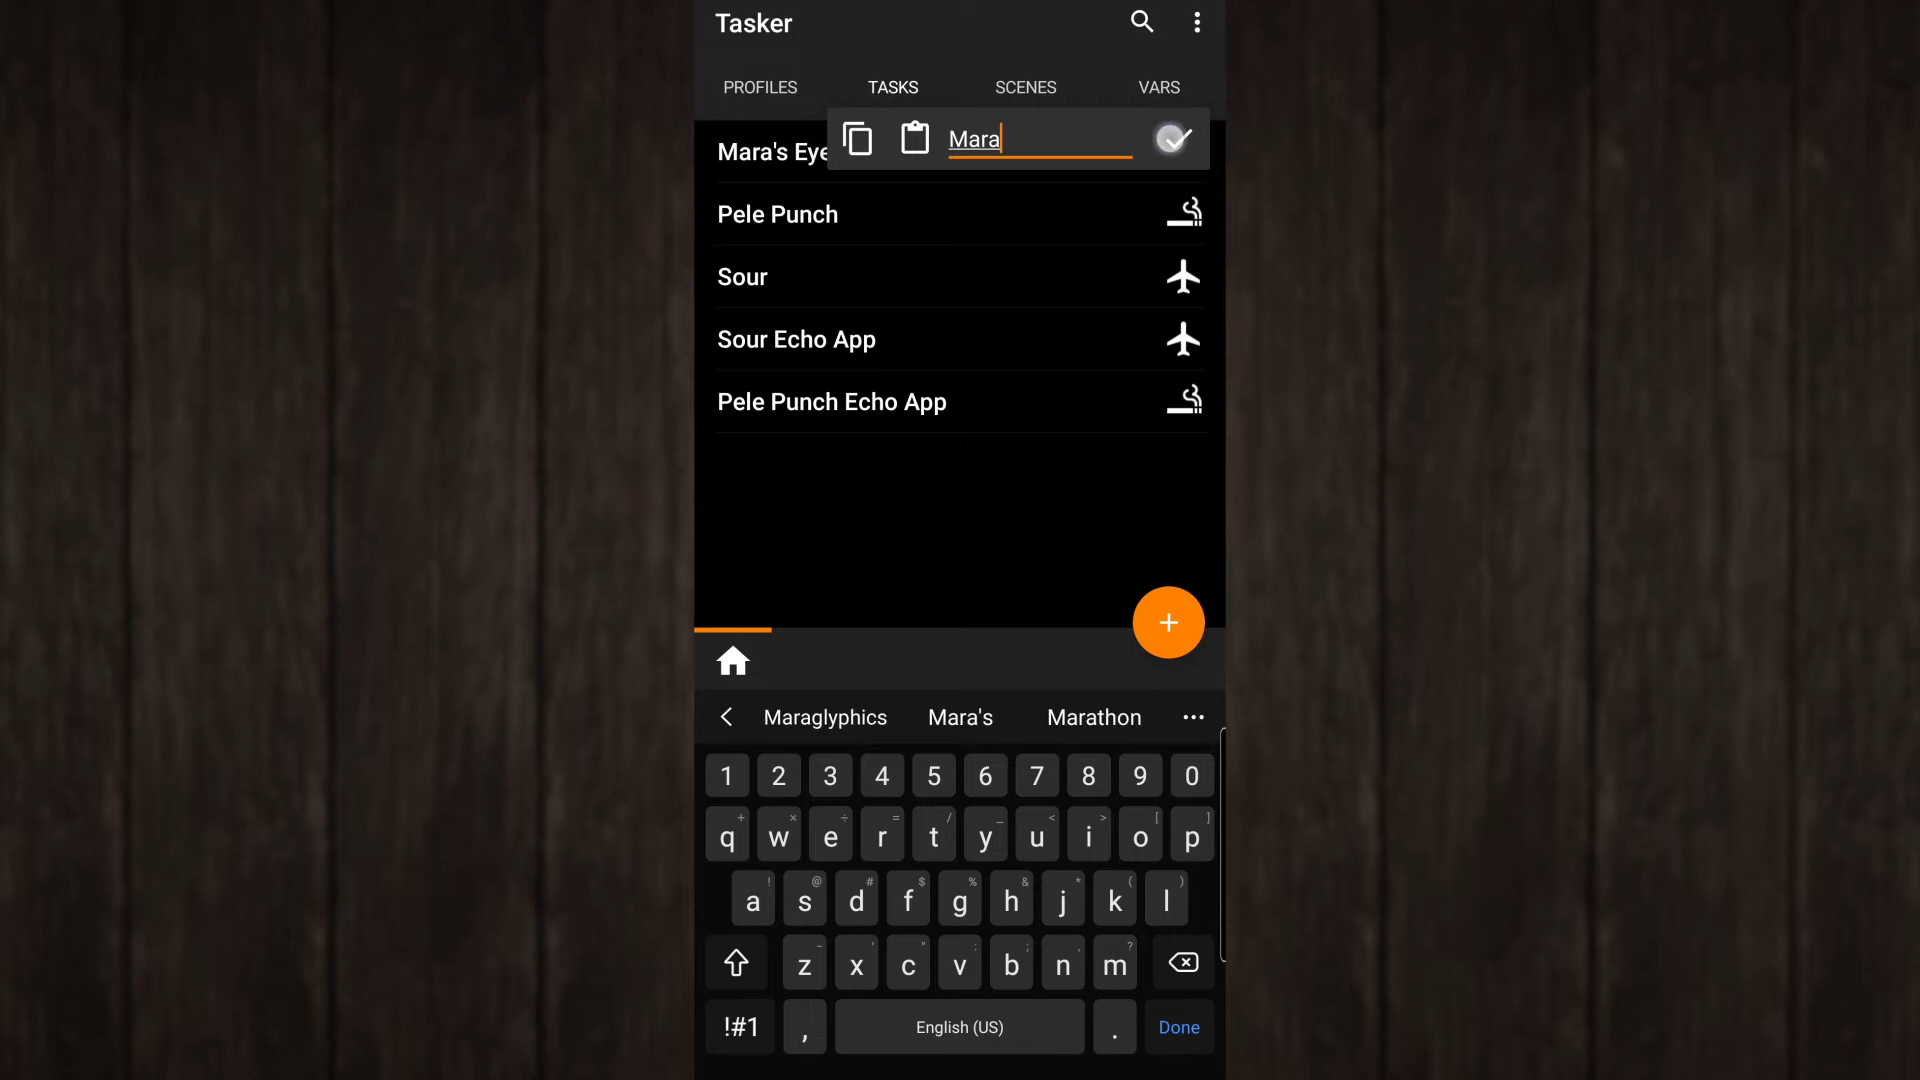 Tasker
PROFILES TASKS SCENES VARS
Mara's Eye
Mara
Pele Punch
Sour
Sour Echo App
Pele Punch Echo App
+
Maraglyphics Mara's Marathon ...
1 2 3 4 5 6 7 8 9 0
+ × ÷ = / _ < > [ ]
q w e r t y u i o p
! @ # $ % & * ( )
a s d f g h j k l
- ' " : ; , ?
z x c v b n m
!#1 , English (US) . Done